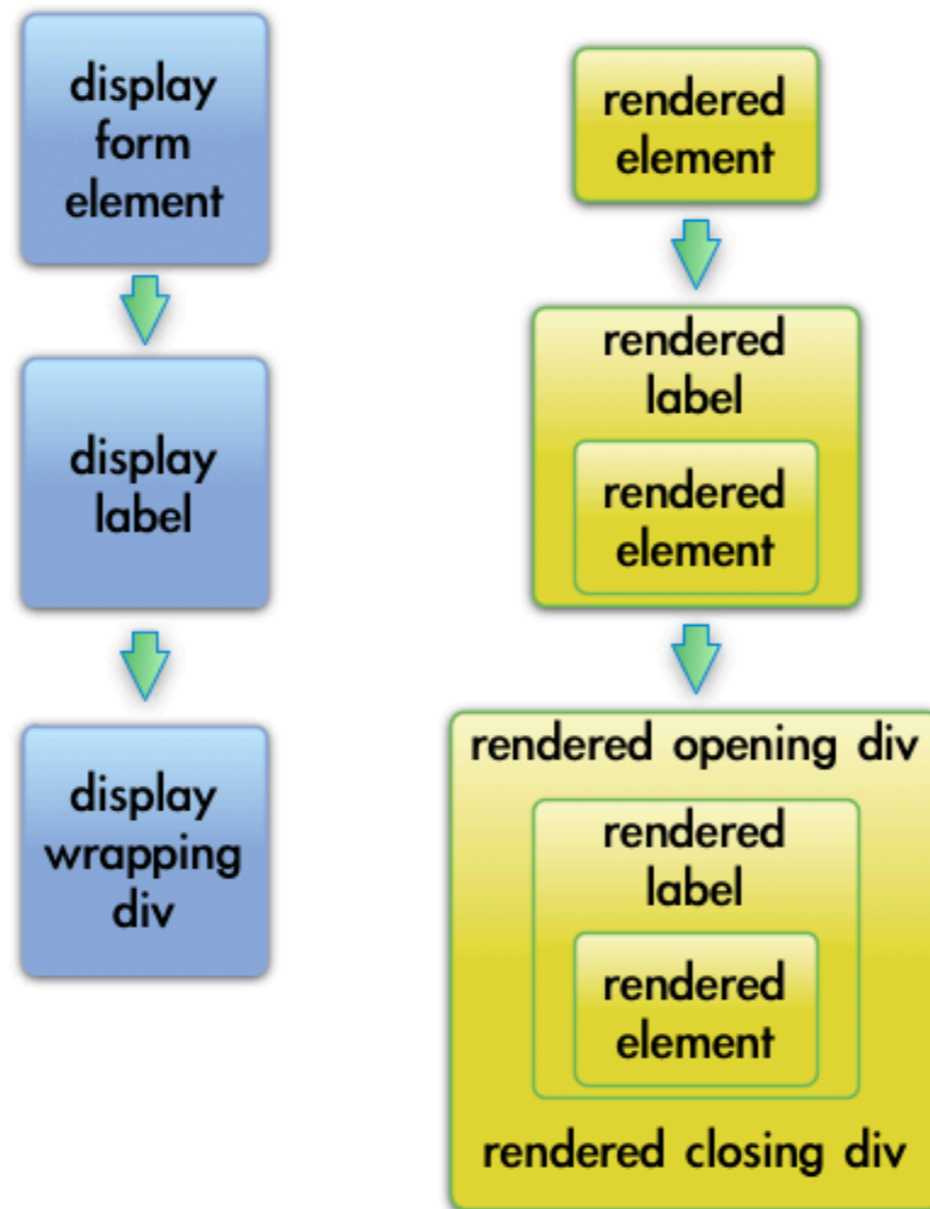 display
form
element
display
label
display
wrapping
div
rendered
element
rendered
label
rendered
element
rendered opening div
rendered
label
rendered
element
rendered closing div